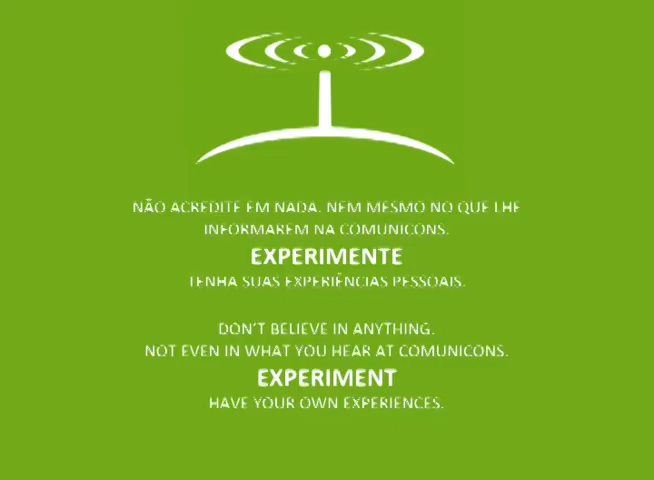 NÃO ACREDITE EM NADA. NEM MESMO NO QUE LHE
INFORMAREM NA COMUNICONS.
EXPERIMENTE
TENHA SUAS EXPERIÊNCIAS PESSOAIS.
DON'T BELIEVE IN ANYTHING.
NOT EVEN IN WHAT YOU HEAR AT COMUNICONS.
EXPERIMENT
HAVE YOUR OWN EXPERIENCES.